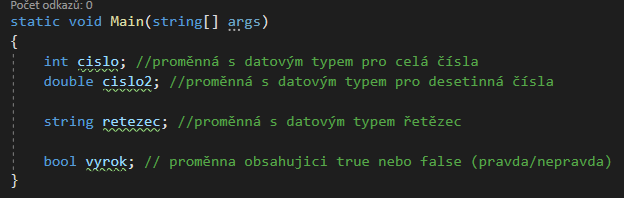 Počet odkazů: 0
static void Main(string[] args)
{
int cislo; //proměnná s datovým typem pro celá čísla
double cislo2; //proměnná s datovým typem pro desetinná čísla
string retezec; //proměnná s datovým typem řetězec
bool vyrok; // proměnna obsahujici true nebo false (pravda/nepravda)
}